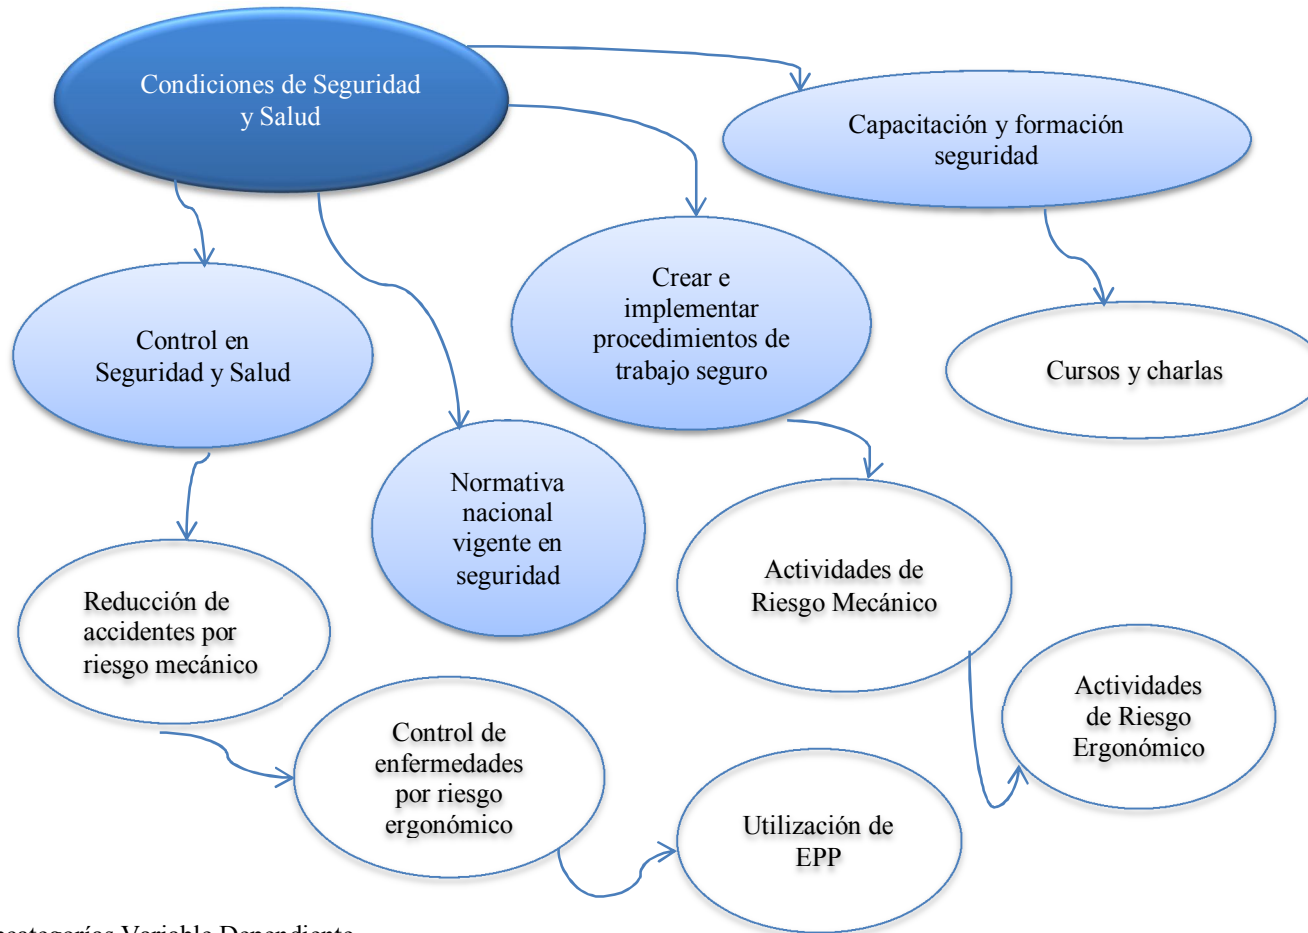 Condiciones de Seguridad
y Salud
Capacitación y formación
seguridad
Crear e
implementar
procedimientos de
trabajo seguro
Control en
Seguridad y Salud
Cursos y charlas
Normativa
nacional
vigente en
seguridad
Actividades de
Riesgo Mecánico
Reducción de
accidentes por
riesgo mecánico
Actividades
de Riesgo
Ergonómico
Control de
enfermedades
por riesgo
ergonómico
Utilización de
EPP
Variable Dependiente